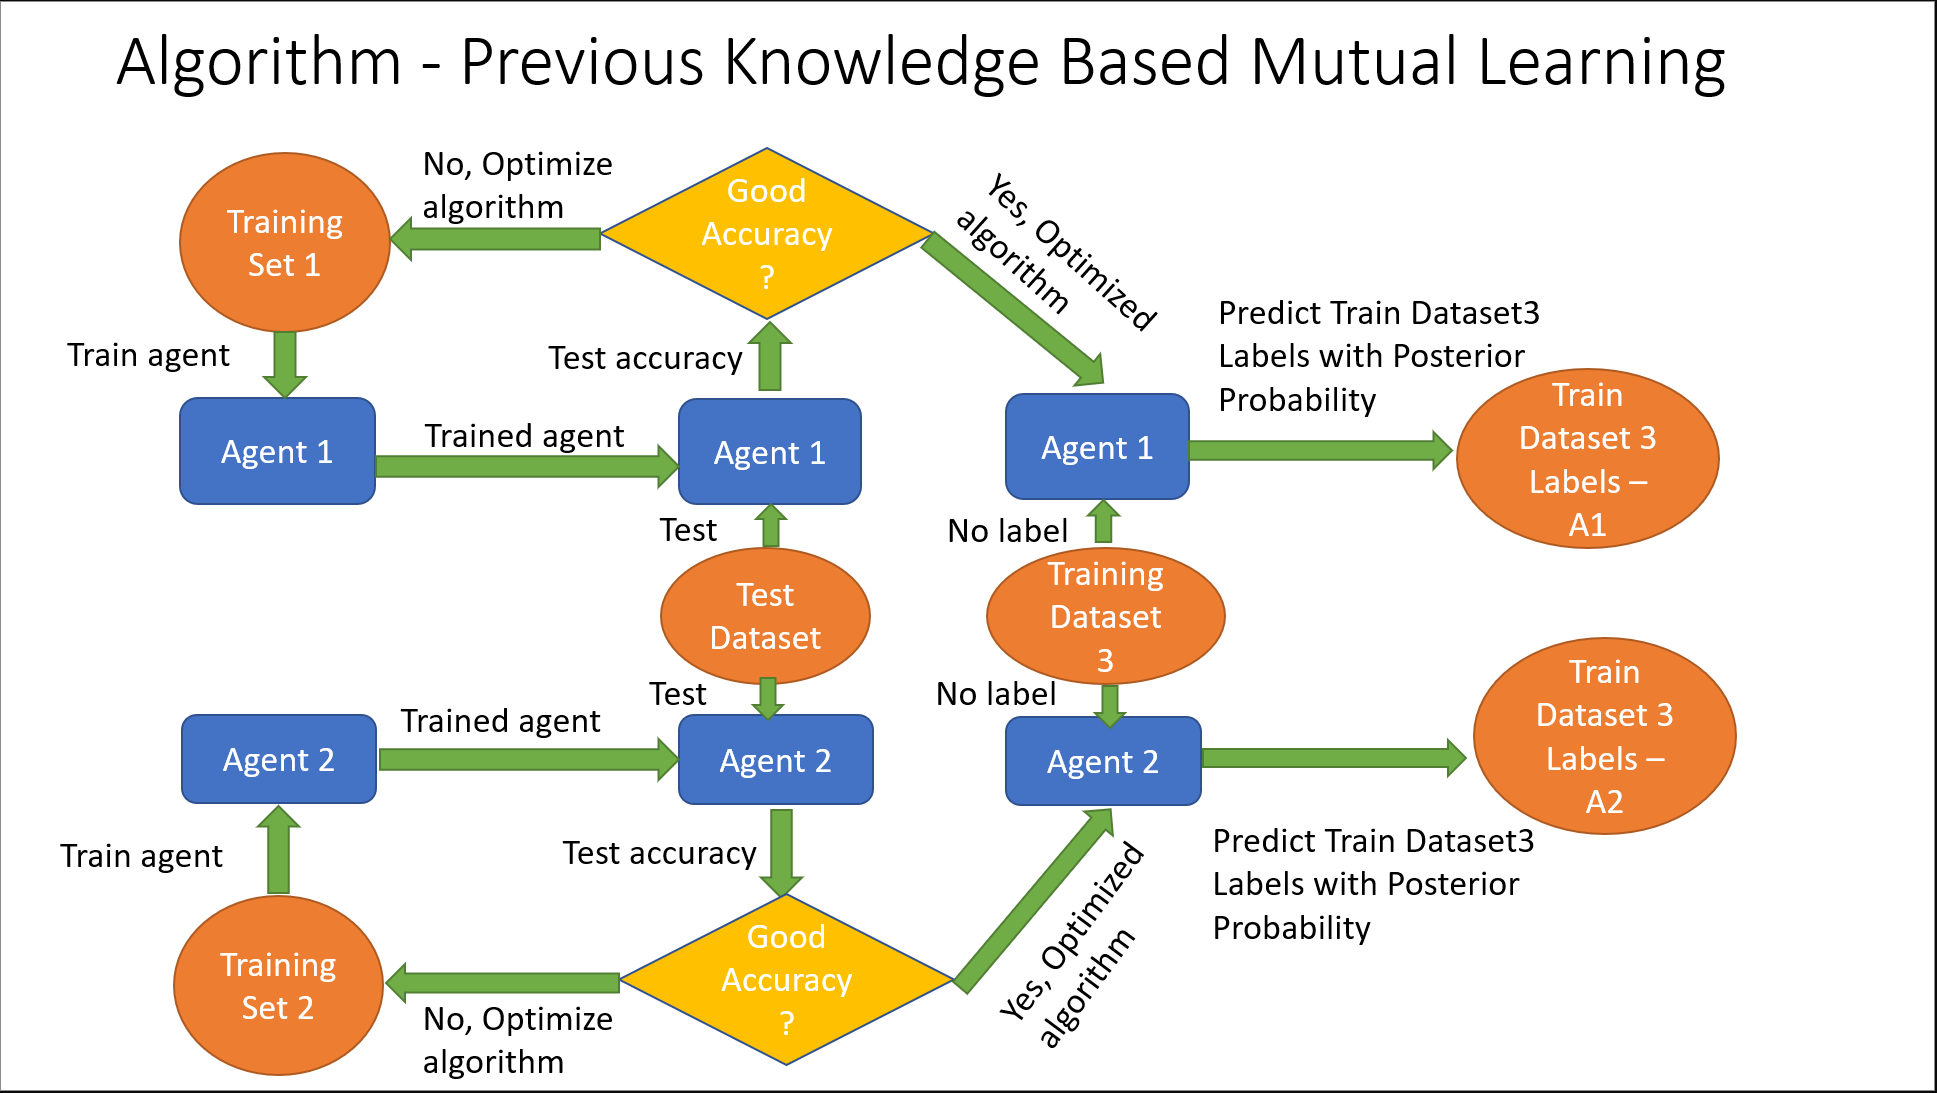 Algorithm - Previous Knowledge Based Mutual Learning
No, Optimize
algorithm
Good
Accuracy
?
Yes, Optimized
algorithm
Training
Set 1
Train agent
Test accuracy
Predict Train Dataset3
Labels with Posterior
Probability
Agent 1
Trained agent
Agent 1
Agent 1
Train
Dataset 3
Labels –
A1
Test
No label
Test
Dataset
Training
Dataset
3
Test
No label
Agent 2
Trained agent
Agent 2
Agent 2
Train
Dataset 3
Labels –
A2
Train agent
Test accuracy
Predict Train Dataset3
Labels with Posterior
Probability
Training
Set 2
Good
Accuracy
?
Yes, Optimized
algorithm
No, Optimize
algorithm